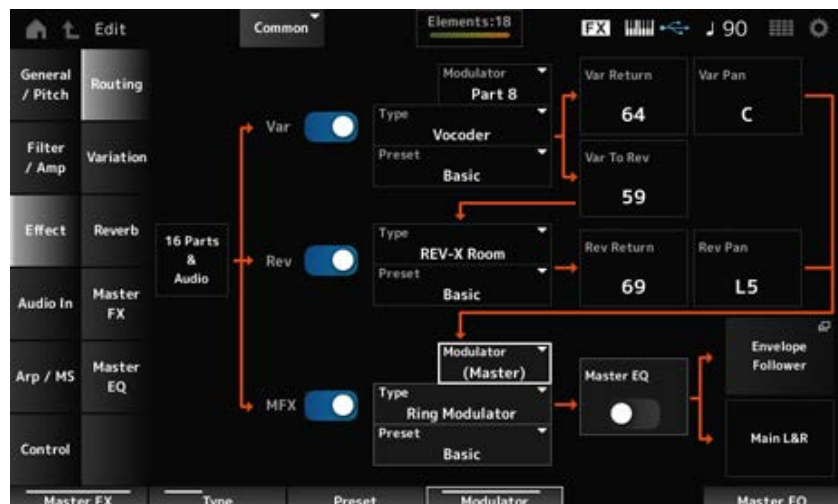 Edit
Common
Elements:18
FX
♩ 90
General
/ Pitch
Routing
Filter
/ Amp
Variation
Effect
Reverb
Audio In
Master
FX
Arp / MS
Master
EQ
Control
16 Parts
&
Audio
Var
Modulator
Part 8
Type
Vocoder
Preset
Basic
Var Return
64
Var Pan
C
Var To Rev
59
Rev
Type
REV-X Room
Preset
Basic
Rev Return
69
Rev Pan
L5
MFX
Modulator
(Master)
Type
Ring Modulator
Preset
Basic
Master EQ
Envelope
Follower
Main L&R
Master FX
Type
Preset
Modulator
Master EQ